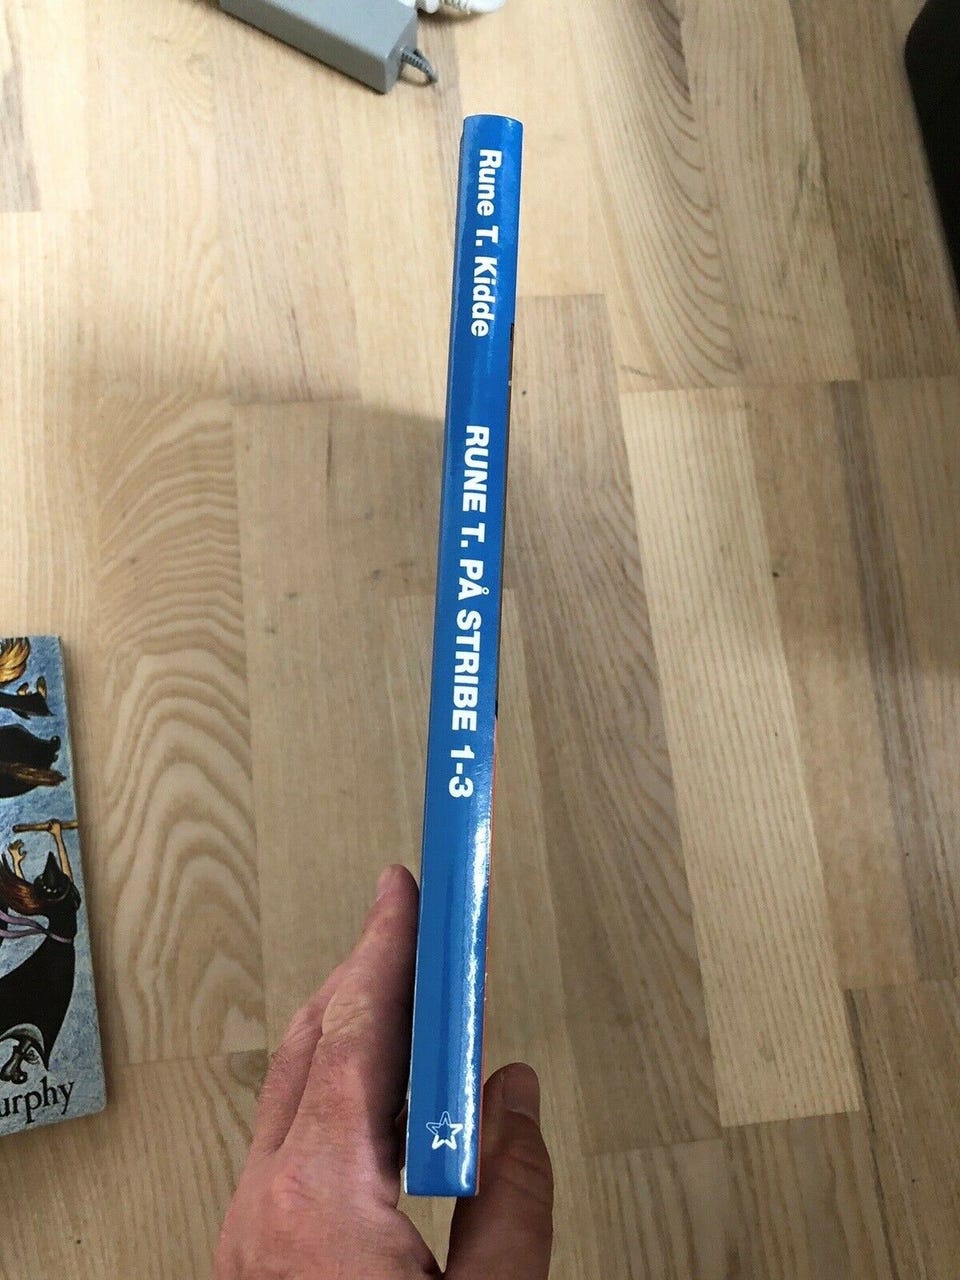 Rune T. Kidde
RUNE T. PÅ STRIBE 1-3
urphy